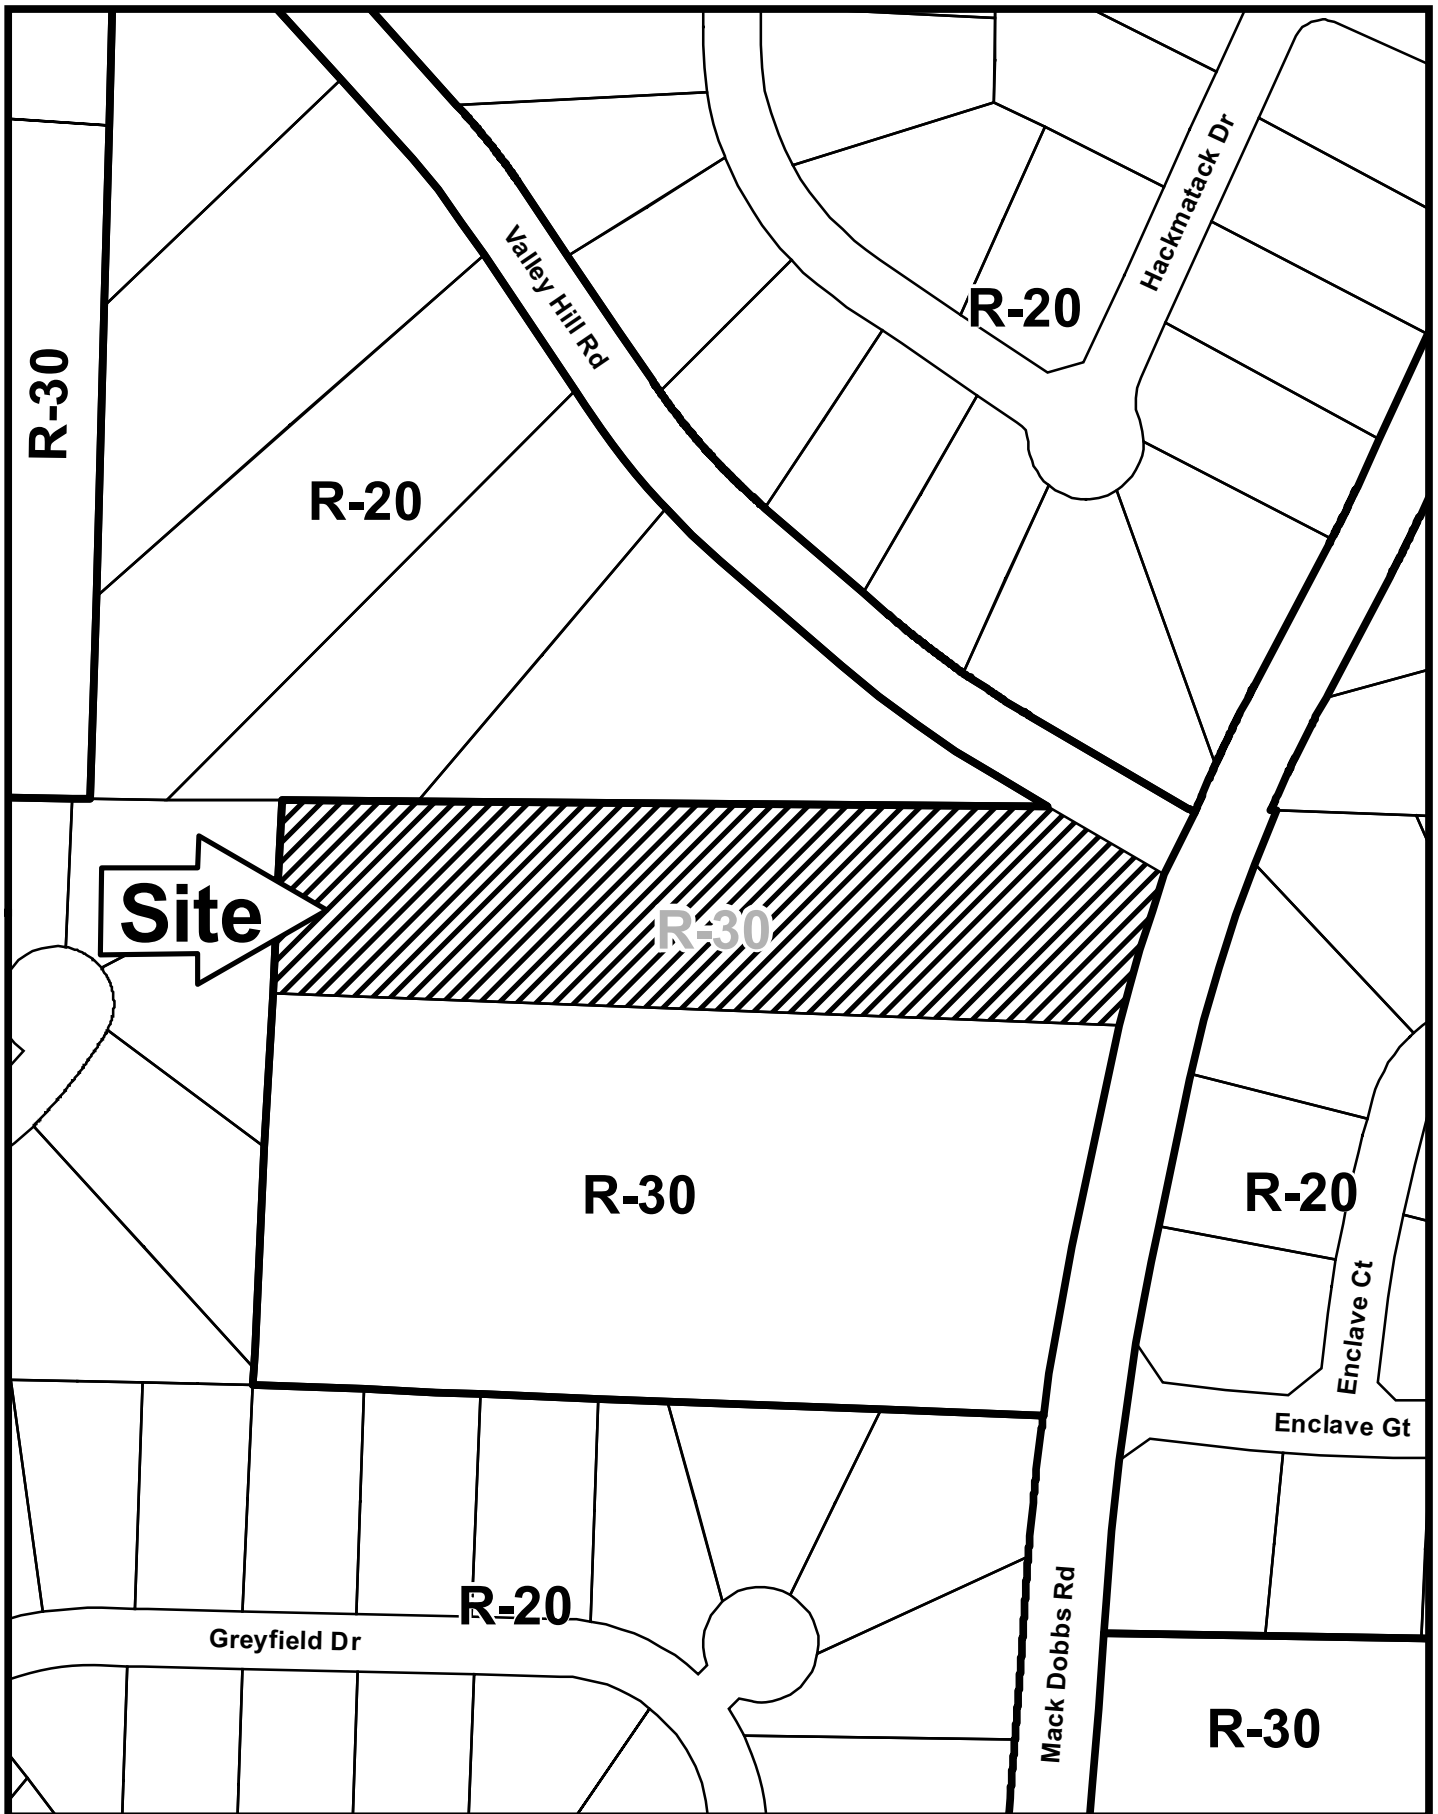 Hackmatack Dr
Valley Hill Rd
R-20
R-30
R-20
Site
R-30
R-30
R-20
Enclave Ct
Enclave Gt
R-20
Greyfield Dr
Mack Dobbs Rd
R-30